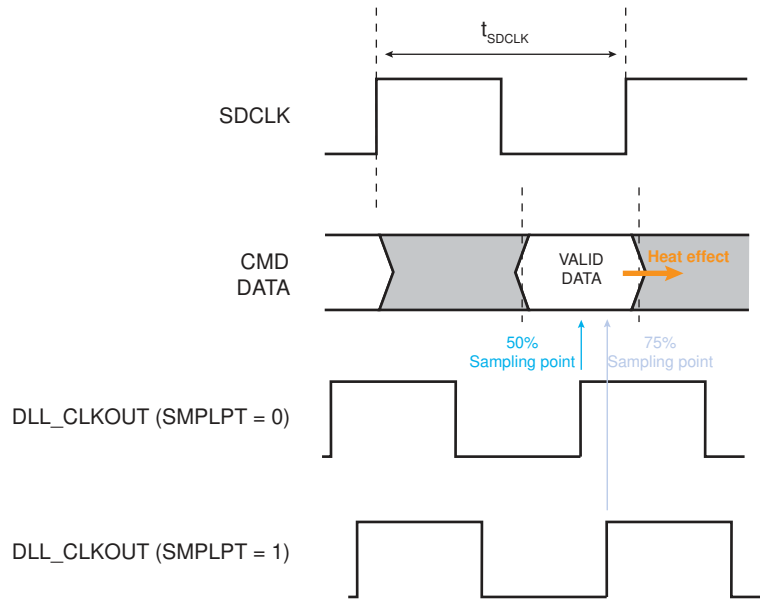 tSDCLK
SDCLK
CMD
DATA
VALID
DATA
Heat effect
50%
Sampling point
75%
Sampling point
DLL_CLKOUT (SMPLPT = 0)
DLL_CLKOUT (SMPLPT = 1)